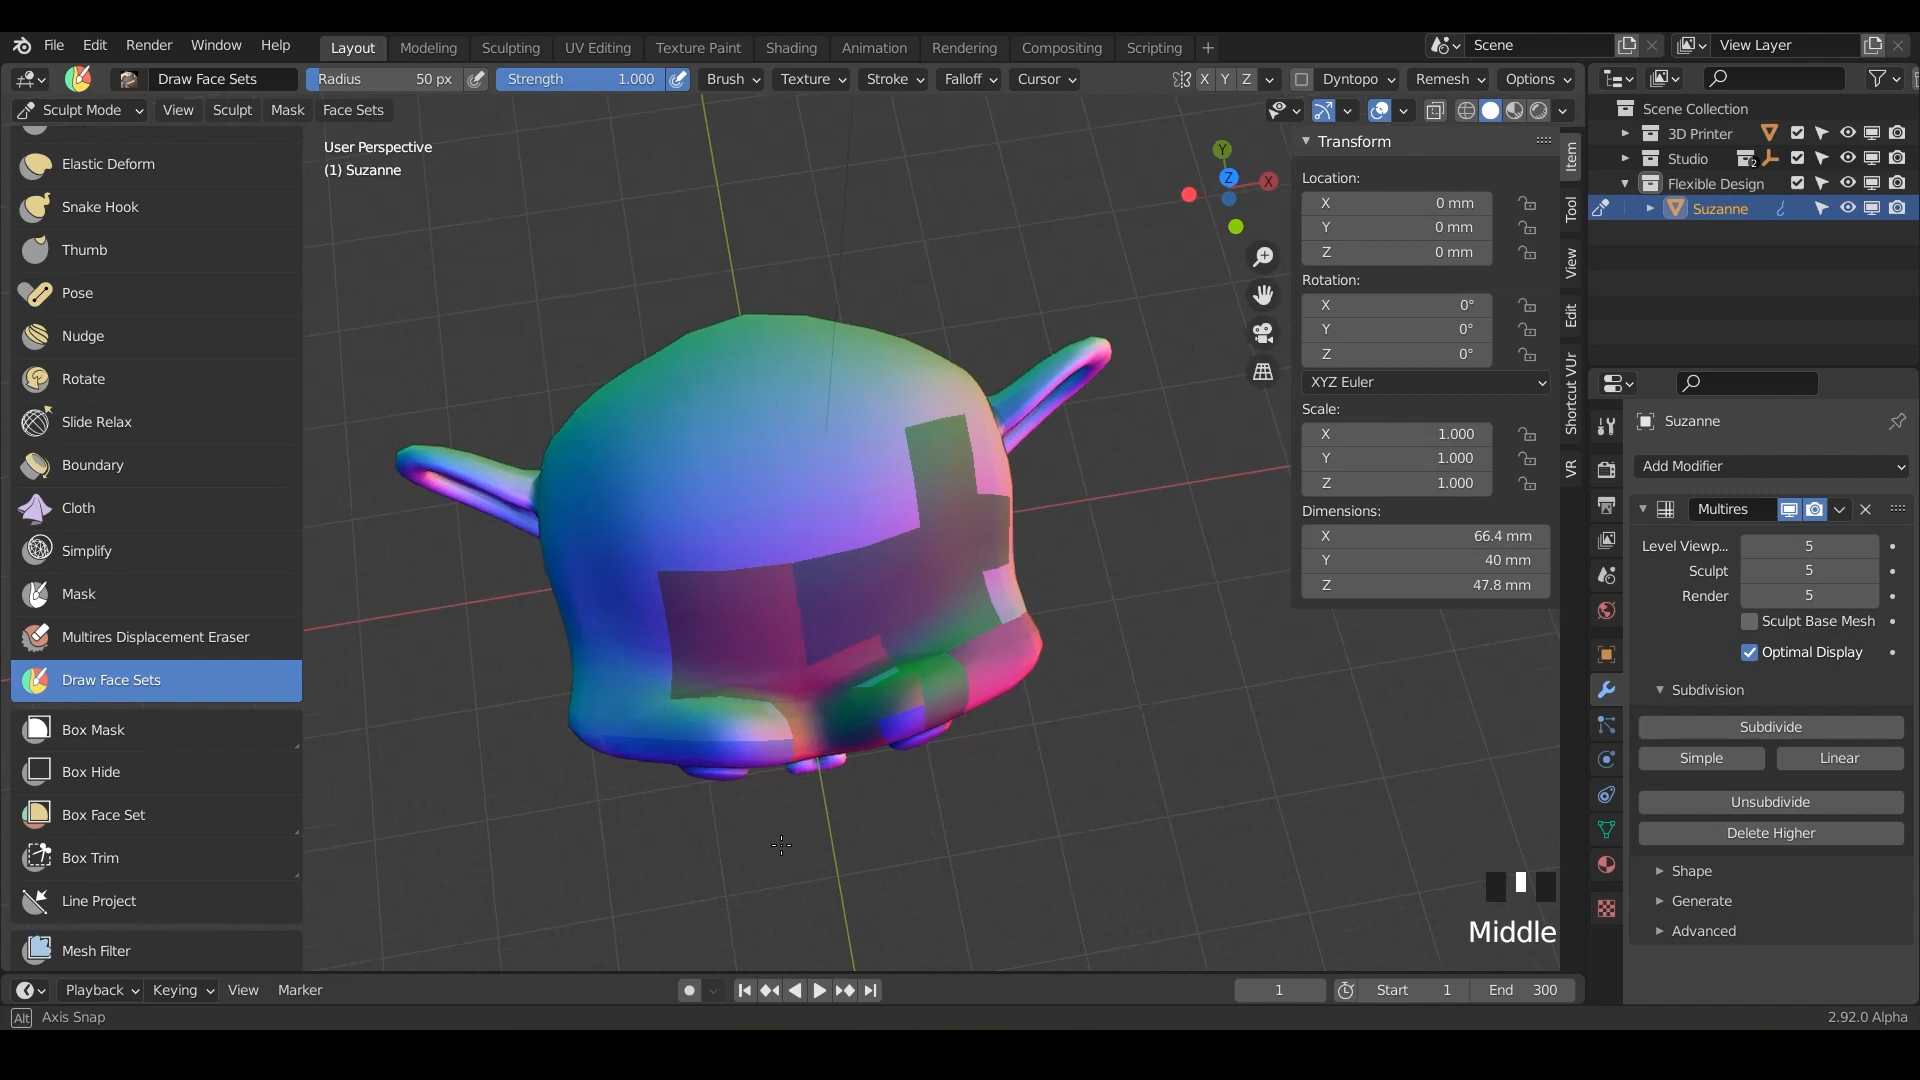 File Edit Render Window Help Layout Modeling Sculpting UV Editing Texture Paint Shading Animation Rendering Compositing Scripting + Scene View Layer
Draw Face Sets Radius 50 px Strength 1.000 Brush Texture Stroke Falloff Cursor X Y Z Dyntopo Remesh Options
Sculpt Mode View Sculpt Mask Face Sets
User Perspective
(1) Suzanne
Elastic Deform
Snake Hook
Thumb
Pose
Nudge
Rotate
Slide Relax
Boundary
Cloth
Simplify
Mask
Multires Displacement Eraser
Draw Face Sets
Box Mask
Box Hide
Box Face Set
Box Trim
Line Project
Mesh Filter
Y
Z
X
Transform
Location:
X 0 mm
Y 0 mm
Z 0 mm
Rotation:
X 0°
Y 0°
Z 0°
XYZ Euler
Scale:
X 1.000
Y 1.000
Z 1.000
Dimensions:
X 66.4 mm
Y 40 mm
Z 47.8 mm
Item
Tool
View
Edit
Shortcut VUr
VR
Scene Collection
3D Printer
Studio 2
Flexible Design
Suzanne
Suzanne
Add Modifier
Multires
Level Viewp... 5
Sculpt 5
Render 5
Sculpt Base Mesh
Optimal Display
Subdivision
Subdivide
Simple Linear
Unsubdivide
Delete Higher
Shape
Generate
Advanced
Middle
Playback Keying View Marker 1 Start 1 End 300
Alt Axis Snap 2.92.0 Alpha